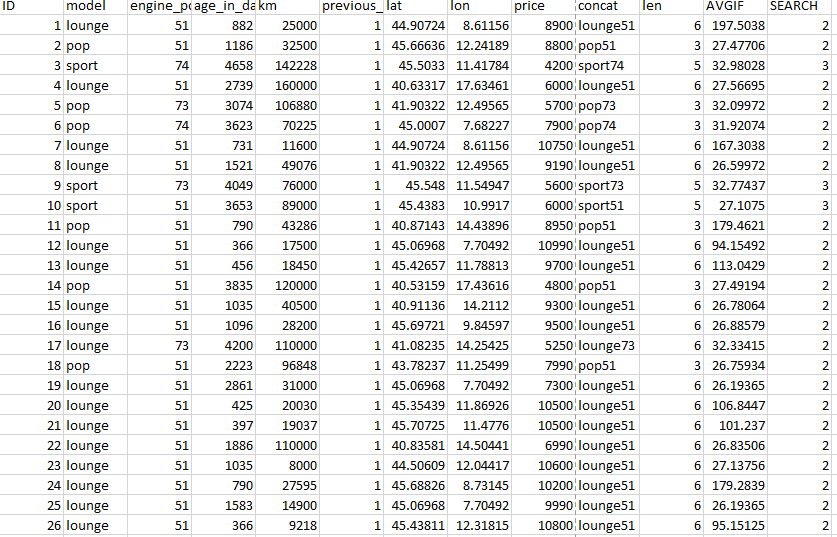 ID model engine_po age_in_da km previous_ lat lon price concat len AVGIF SEARCH
1 lounge 51 882 25000 1 44.90724 8.61156 8900 lounge51 6 197.5038 2
2 pop 51 1186 32500 1 45.66636 12.24189 8800 pop51 3 27.47706 2
3 sport 74 4658 142228 1 45.5033 11.41784 4200 sport74 5 32.98028 3
4 lounge 51 2739 160000 1 40.63317 17.63461 6000 lounge51 6 27.56695 2
5 pop 73 3074 106880 1 41.90322 12.49565 5700 pop73 3 32.09972 2
6 pop 74 3623 70225 1 45.0007 7.68227 7900 pop74 3 31.92074 2
7 lounge 51 731 11600 1 44.90724 8.61156 10750 lounge51 6 167.3038 2
8 lounge 51 1521 49076 1 41.90322 12.49565 9190 lounge51 6 26.59972 2
9 sport 73 4049 76000 1 45.548 11.54947 5600 sport73 5 32.77437 3
10 sport 51 3653 89000 1 45.4383 10.9917 6000 sport51 5 27.1075 3
11 pop 51 790 43286 1 40.87143 14.43896 8950 pop51 3 179.4621 2
12 lounge 51 366 17500 1 45.06968 7.70492 10990 lounge51 6 94.15492 2
13 lounge 51 456 18450 1 45.42657 11.78813 9700 lounge51 6 113.0429 2
14 pop 51 3835 120000 1 40.53159 17.43616 4800 pop51 3 27.49194 2
15 lounge 51 1035 40500 1 40.91136 14.2112 9300 lounge51 6 26.78064 2
16 lounge 51 1096 28200 1 45.69721 9.84597 9500 lounge51 6 26.88579 2
17 lounge 73 4200 110000 1 41.08235 14.25425 5250 lounge73 6 32.33415 2
18 pop 51 2223 96848 1 43.78237 11.25499 7990 pop51 3 26.75934 2
19 lounge 51 2861 31000 1 45.06968 7.70492 7300 lounge51 6 26.19365 2
20 lounge 51 425 20030 1 45.35439 11.86926 10500 lounge51 6 106.8447 2
21 lounge 51 397 19037 1 45.70725 11.4776 10500 lounge51 6 101.237 2
22 lounge 51 1886 110000 1 40.83581 14.50441 6990 lounge51 6 26.83506 2
23 lounge 51 1035 8000 1 44.50609 12.04417 10600 lounge51 6 27.13756 2
24 lounge 51 790 27595 1 45.68826 8.73145 10200 lounge51 6 179.2839 2
25 lounge 51 1583 14900 1 45.06968 7.70492 9990 lounge51 6 26.19365 2
26 lounge 51 366 9218 1 45.43811 12.31815 10800 lounge51 6 95.15125 2